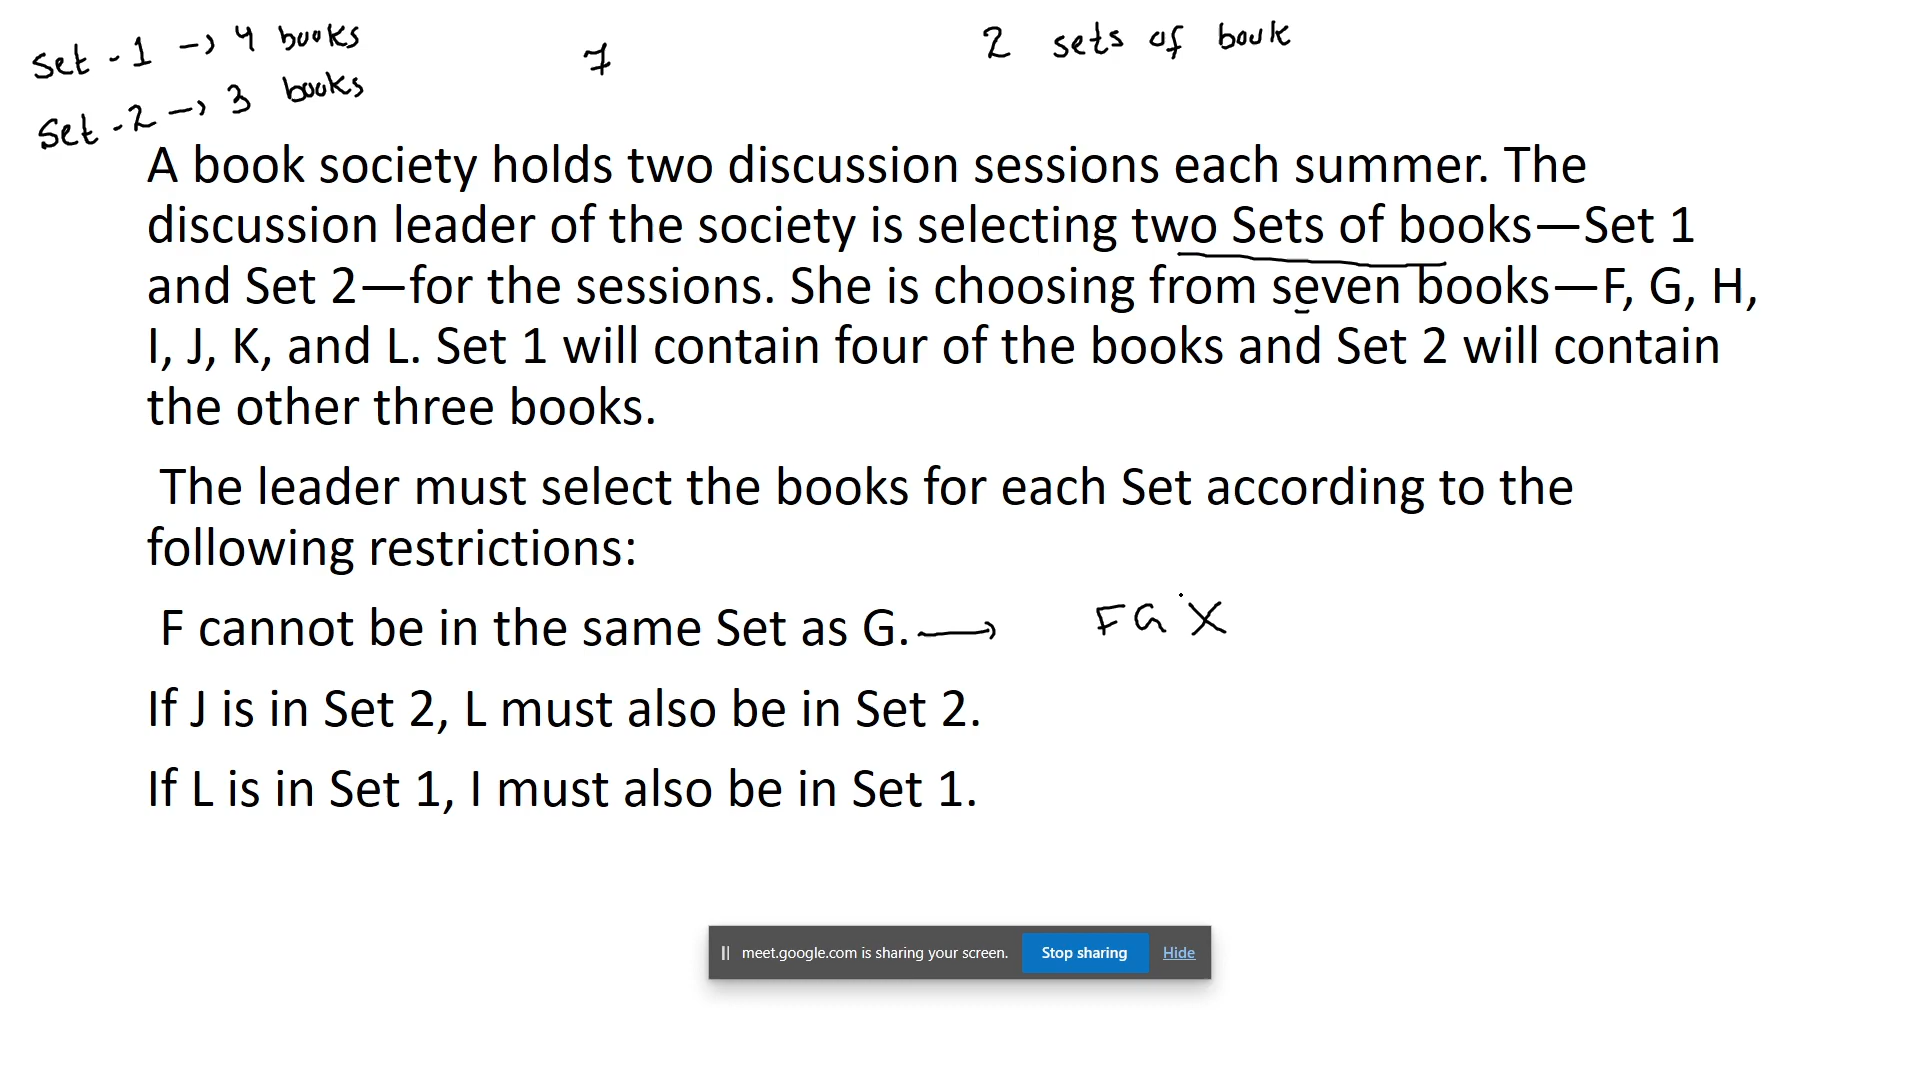 Set - 1 -> 4 books
7
2 sets of book
Set - 2 -> 3 books
A book society holds two discussion sessions each summer. The
discussion leader of the society is selecting two Sets of books—Set 1
and Set 2—for the sessions. She is choosing from seven books—F, G, H,
I, J, K, and L. Set 1 will contain four of the books and Set 2 will contain
the other three books.
The leader must select the books for each Set according to the
following restrictions:
F cannot be in the same Set as G. -> FG X
If J is in Set 2, L must also be in Set 2.
If L is in Set 1, I must also be in Set 1.
meet.google.com is sharing your screen. Stop sharing Hide